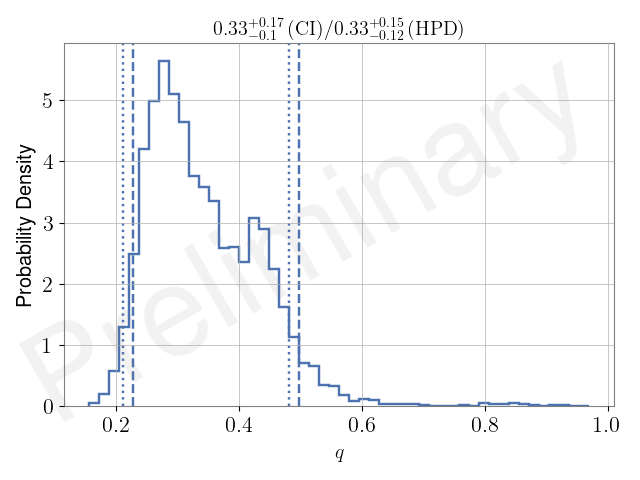 0.33^{+0.17}_{-0.1}(CI)/0.33^{+0.15}_{-0.12}(HPD)
Probability Density
5
4
3
2
1
0
Preliminary
0.2 0.4 0.6 0.8 1.0
q